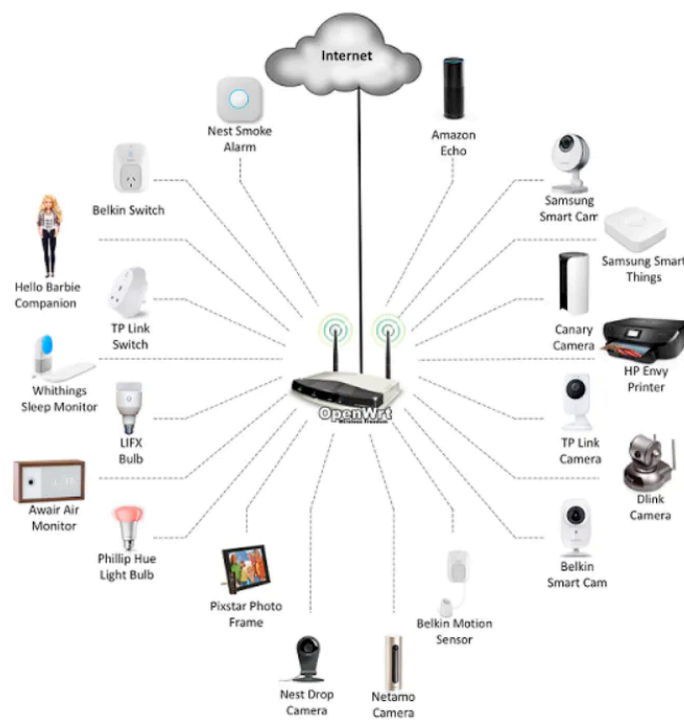 Internet
Nest Smoke
Alarm
Amazon
Echo
Belkin Switch
Samsung
Smart Cam
Hello Barbie
Companion
Samsung Smart
Things
TP Link
Switch
Canary
Camera
Whithings
Sleep Monitor
HP Envy
Printer
OpenWrt
Wireless Freedom
LIFX
Bulb
TP Link
Camera
Awair Air
Monitor
Dlink
Camera
Phillip Hue
Light Bulb
Belkin
Smart Cam
Pixstar Photo
Frame
Belkin Motion
Sensor
Nest Drop
Camera
Netamo
Camera